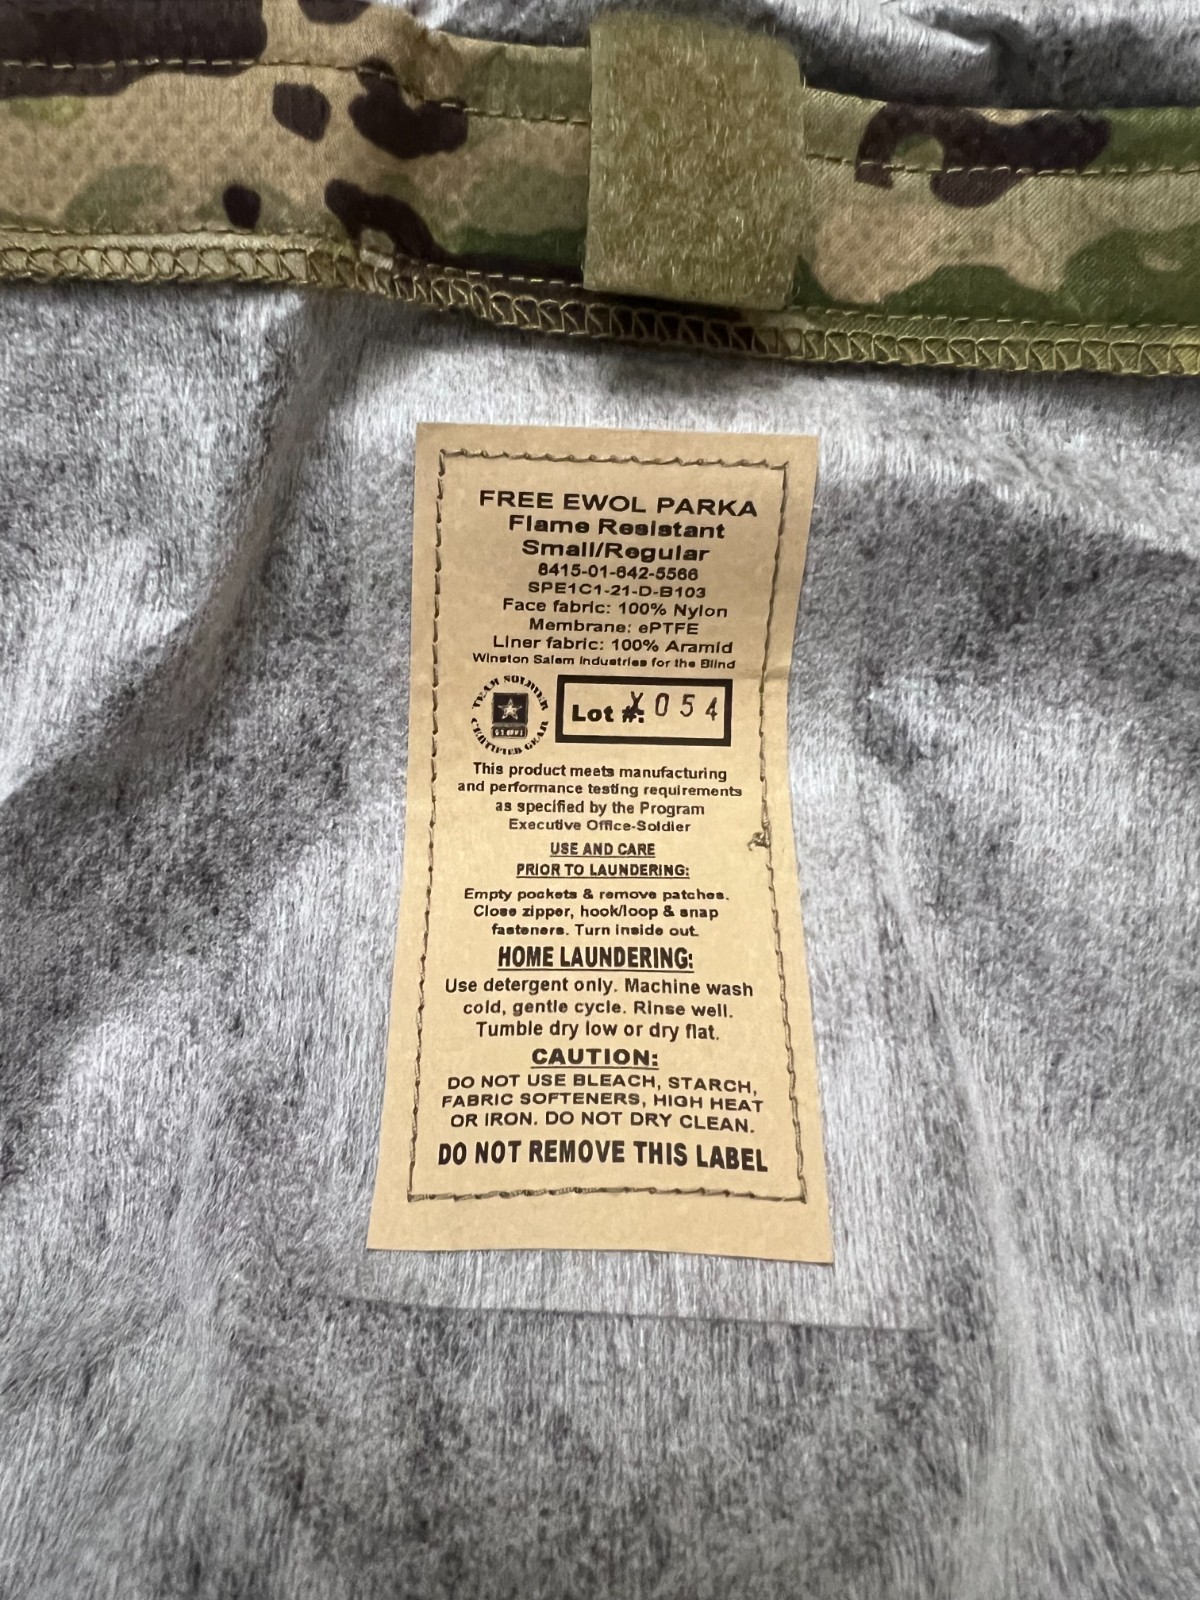 FREE EWOL PARKA
Flame Resistant
Small/Regular
8415-01-642-5566
SPE1C1-21-D-B103
Face fabric: 100% Nylon
Membrane: ePTFE
Liner fabric: 100% Aramid
Winston Salem Industries for the Blind
TEAM SOLDIER
CERTIFIED GEAR
Lot #: X054
This product meets manufacturing
and performance testing requirements
as specified by the Program
Executive Office-Soldier
USE AND CARE
PRIOR TO LAUNDERING:
Empty pockets & remove patches.
Close zipper, hook/loop & snap
fasteners. Turn inside out.
HOME LAUNDERING:
Use detergent only. Machine wash
cold, gentle cycle. Rinse well.
Tumble dry low or dry flat.
CAUTION:
DO NOT USE BLEACH, STARCH,
FABRIC SOFTENERS, HIGH HEAT
OR IRON. DO NOT DRY CLEAN.
DO NOT REMOVE THIS LABEL